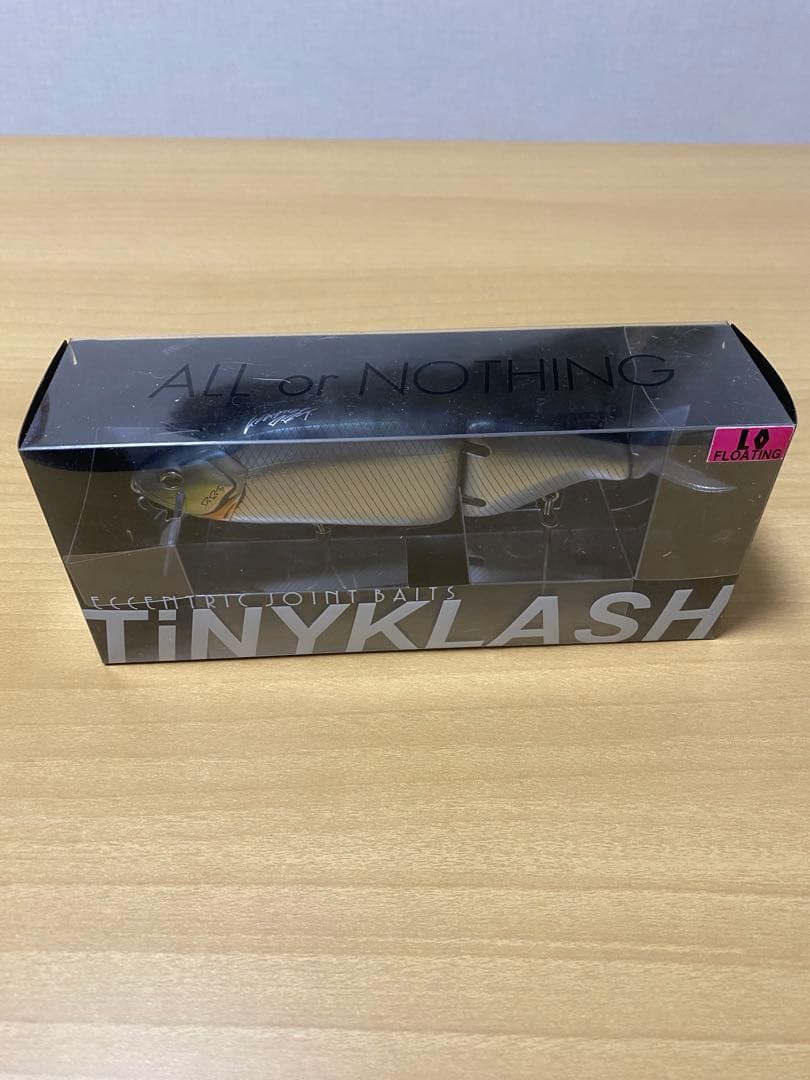 ALL or NOTHING
LO
FLOATING
ECCENTRIC JOINT BAITS
TiNYKLASH